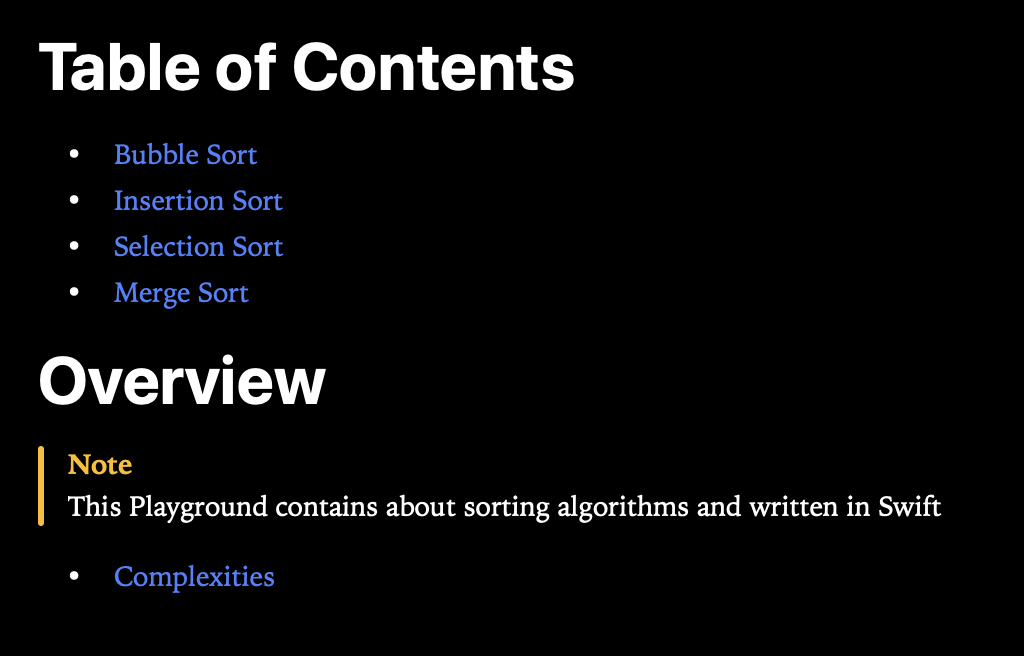 Table of Contents
• Bubble Sort
• Insertion Sort
• Selection Sort
• Merge Sort
Overview
Note
This Playground contains about sorting algorithms and written in Swift
• Complexities